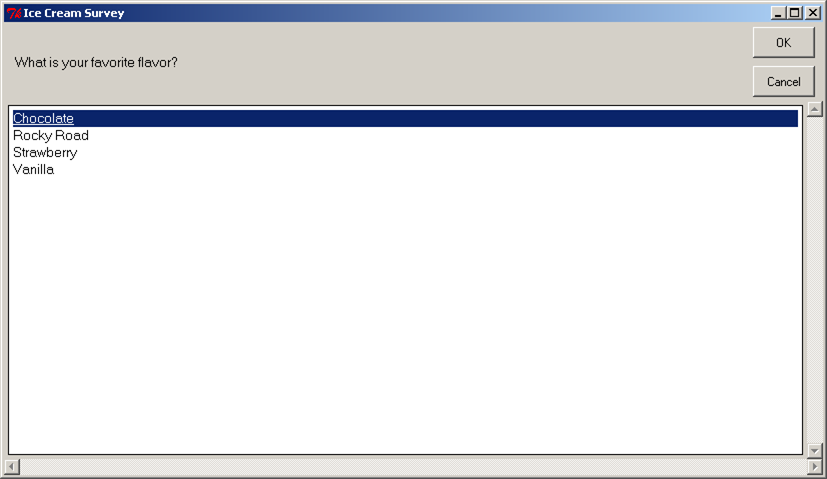 Ice Cream Survey
What is your favorite flavor?
OK
Cancel
Chocolate
Rocky Road
Strawberry
Vanilla